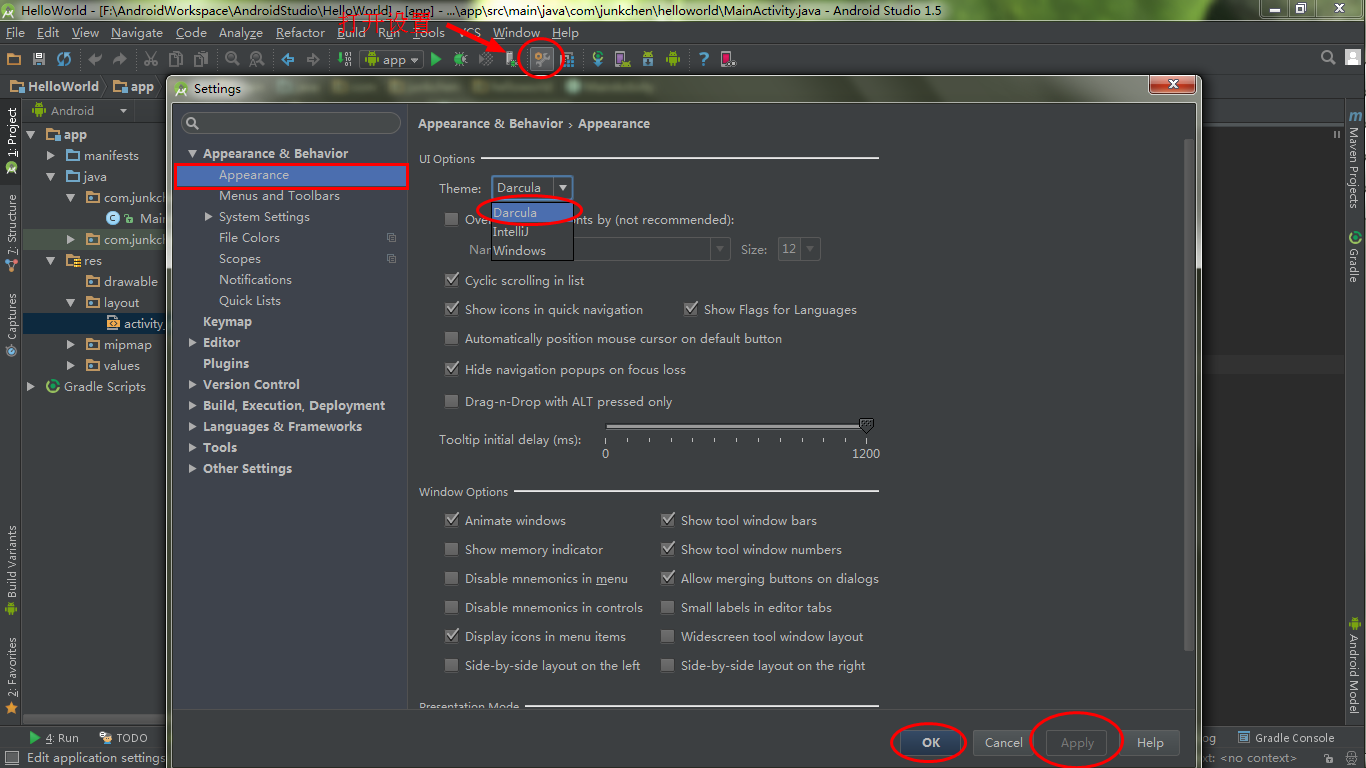 HelloWorld - [F:\AndroidWorkspace\AndroidStudio\HelloWorld] - [app] - ...\app\src\main\java\com\junkchen\helloworld\MainActivity.java - Android Studio 1.5
打开设置
File Edit View Navigate Code Analyze Refactor Build Run Tools VCS Window Help
app
HelloWorld app
Settings
Android
1: Project
7: Structure
Captures
Build Variants
2: Favorites
app
manifests
java
com.junkch
Main
com.junkch
res
drawable
layout
activity_
mipmap
values
Gradle Scripts
Appearance & Behavior
Appearance
Menus and Toolbars
System Settings
File Colors
Scopes
Notifications
Quick Lists
Keymap
Editor
Plugins
Version Control
Build, Execution, Deployment
Languages & Frameworks
Tools
Other Settings
Appearance & Behavior › Appearance
UI Options
Theme: Darcula
Darcula
IntelliJ
Windows
by (not recommended):
Size: 12
Cyclic scrolling in list
Show icons in quick navigation Show Flags for Languages
Automatically position mouse cursor on default button
Hide navigation popups on focus loss
Drag-n-Drop with ALT pressed only
Tooltip initial delay (ms):
0 1200
Window Options
Animate windows Show tool window bars
Show memory indicator Show tool window numbers
Disable mnemonics in menu Allow merging buttons on dialogs
Disable mnemonics in controls Small labels in editor tabs
Display icons in menu items Widescreen tool window layout
Side-by-side layout on the left Side-by-side layout on the right
Presentation Mode
OK Cancel Apply Help
Maven Projects
Gradle
Android Model
4: Run TODO
Gradle Console
Edit application settings
<no context>